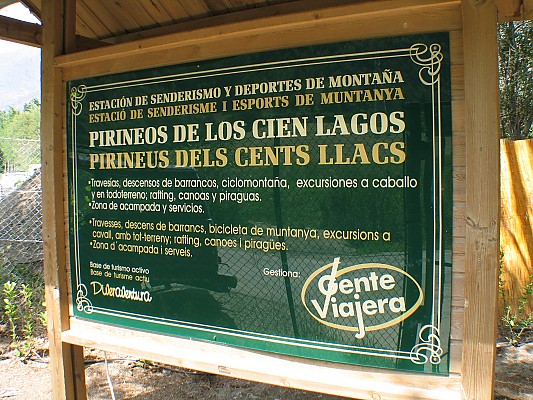 ESTACIÓN DE SENDERISMO Y DEPORTES DE MONTAÑA
ESTACIÓ DE SENDERISME I ESPORTS DE MUNTANYA
PIRINEOS DE LOS CIEN LAGOS
PIRINEUS DELS CENTS LLACS
•Travesías, descensos de barrancos, ciclomontaña, excursiones a caballo
y en todoterreno; rafting, canoas y piraguas.
•Zona de acampada y servicios.
•Travesses, descens de barrancs, bicicleta de muntanya, excursions a
cavall, amb tot-terreny; rafting, canoes i piragües.
•Zona d'acampada i serveis.
Base de turismo activo
Base de turisme actiu
Gestiona:
Gente
Viajera